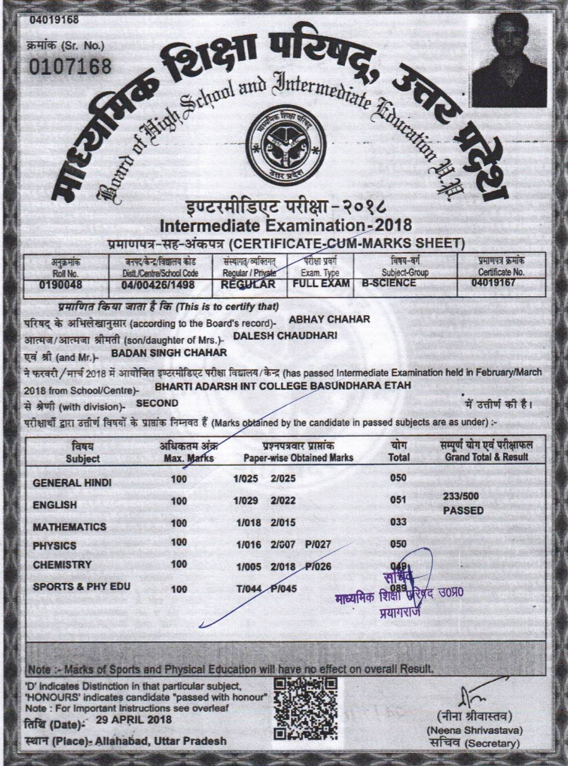 04019168
क्रमांक (Sr. No.)
0107168
माध्यमिक शिक्षा परिषद्, उत्तर प्रदेश
Board of High School and Intermediate Education U.P.
इण्टरमीडिएट परीक्षा-२०१८
Intermediate Examination-2018
प्रमाणपत्र-सह-अंकपत्र (CERTIFICATE-CUM-MARKS SHEET)
अनुक्रमांक जनपद/केन्द्र/विद्यालय कोड संस्थागत/व्यक्तिगत परीक्षा प्रवर्ग विषय-वर्ग प्रमाणपत्र क्रमांक
Roll No. Distt./Centre/School Code Regular / Private Exam. Type Subject-Group Certificate No.
0190048 04/00426/1498 REGULAR FULL EXAM B-SCIENCE 04019167
प्रमाणित किया जाता है कि (This is to certify that)
परिषद् के अभिलेखानुसार (according to the Board's record)- ABHAY CHAHAR
आत्मज/आत्मजा श्रीमती (son/daughter of Mrs.)- DALESH CHAUDHARI
एवं श्री (and Mr.)- BADAN SINGH CHAHAR
ने फरवरी/मार्च 2018 में आयोजित इण्टरमीडिएट परीक्षा विद्यालय/केन्द्र (has passed Intermediate Examination held in February/March
2018 from School/Centre)- BHARTI ADARSH INT COLLEGE BASUNDHARA ETAH
से श्रेणी (with division)- SECOND में उत्तीर्ण की है।
परीक्षार्थी द्वारा उत्तीर्ण विषयों के प्राप्तांक निम्नवत हैं (Marks obtained by the candidate in passed subjects are as under) :-
विषय अधिकतम अंक प्रश्नपत्रवार प्राप्तांक योग सम्पूर्ण योग एवं परीक्षाफल
Subject Max. Marks Paper-wise Obtained Marks Total Grand Total & Result
GENERAL HINDI 100 1/025 2/025 050
ENGLISH 100 1/029 2/022 051 233/500
PASSED
MATHEMATICS 100 1/018 2/015 033
PHYSICS 100 1/016 2/007 P/027 050
CHEMISTRY 100 1/005 2/018 P/026 049
SPORTS & PHY EDU 100 T/044 P/045 089
सचिव
माध्यमिक शिक्षा परिषद उ०प्र०
प्रयागराज
Note :- Marks of Sports and Physical Education will have no effect on overall Result.
'D' indicates Distinction in that particular subject,
'HONOURS' indicates candidate "passed with honour"
Note : For Important Instructions see overleaf
तिथि (Date)- 29 APRIL 2018
स्थान (Place)- Allahabad, Uttar Pradesh
(नीना श्रीवास्तव)
(Neena Shrivastava)
सचिव (Secretary)